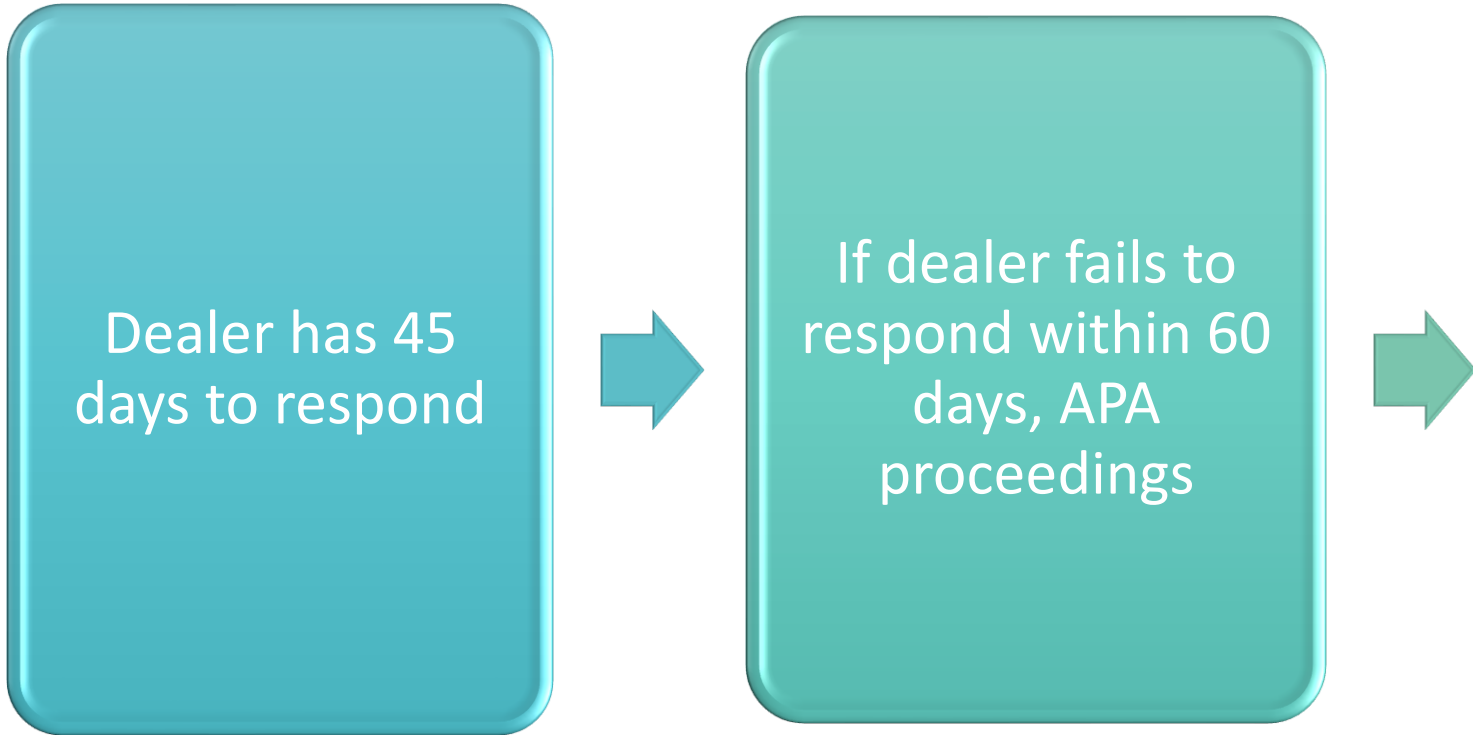 Dealer has 45
days to respond
If dealer fails to
respond within 60
days, APA
proceedings